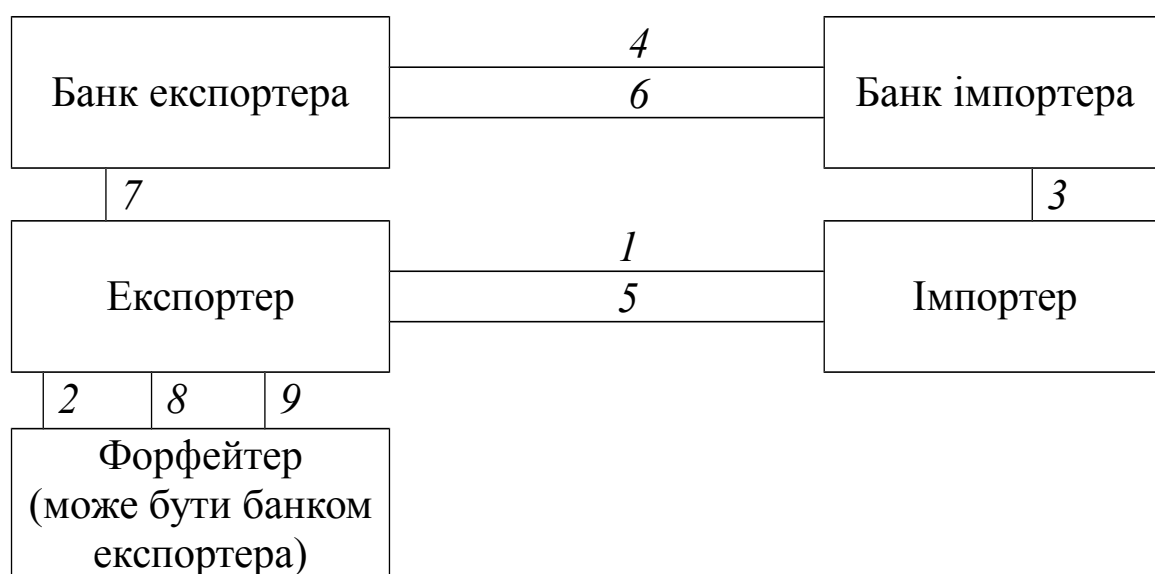 4
Банк експортера
6
Банк імпортера
7
3
1
Експортер
5
Імпортер
2
8
9
Форфейтер
(може бути банком
експортера)